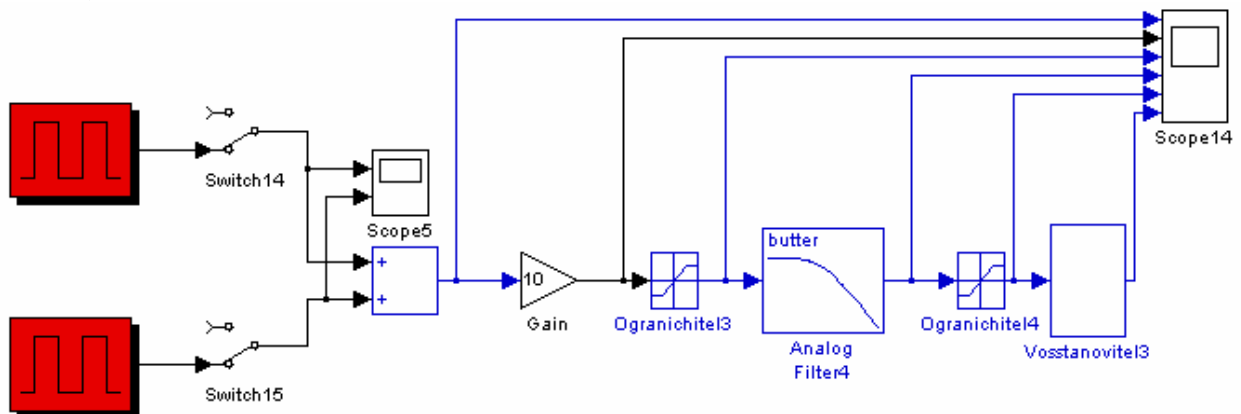 Scope14
Switch14
Scope5
+
+
10
Gain
Ogranichitel3
butter
Analog
Filter4
Ogranichitel4
Vosstanovitel3
Switch15